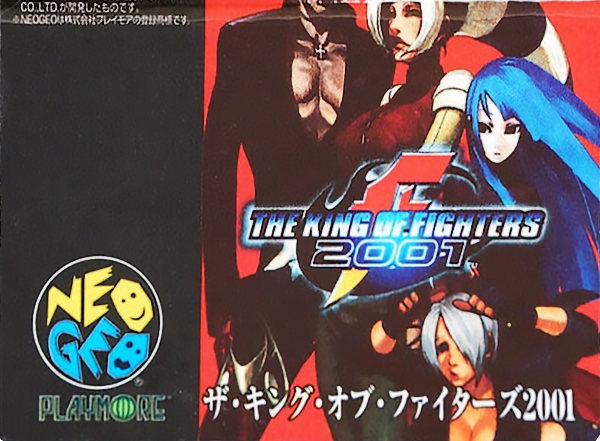 CO.,LTD.が開発したものです。
※NEOGEOは株式会社プレイモアの登録商標です。
THE KING OF FIGHTERS
2001
NEO
GEO
PLAYMORE
ザ・キング・オブ・ファイターズ2001